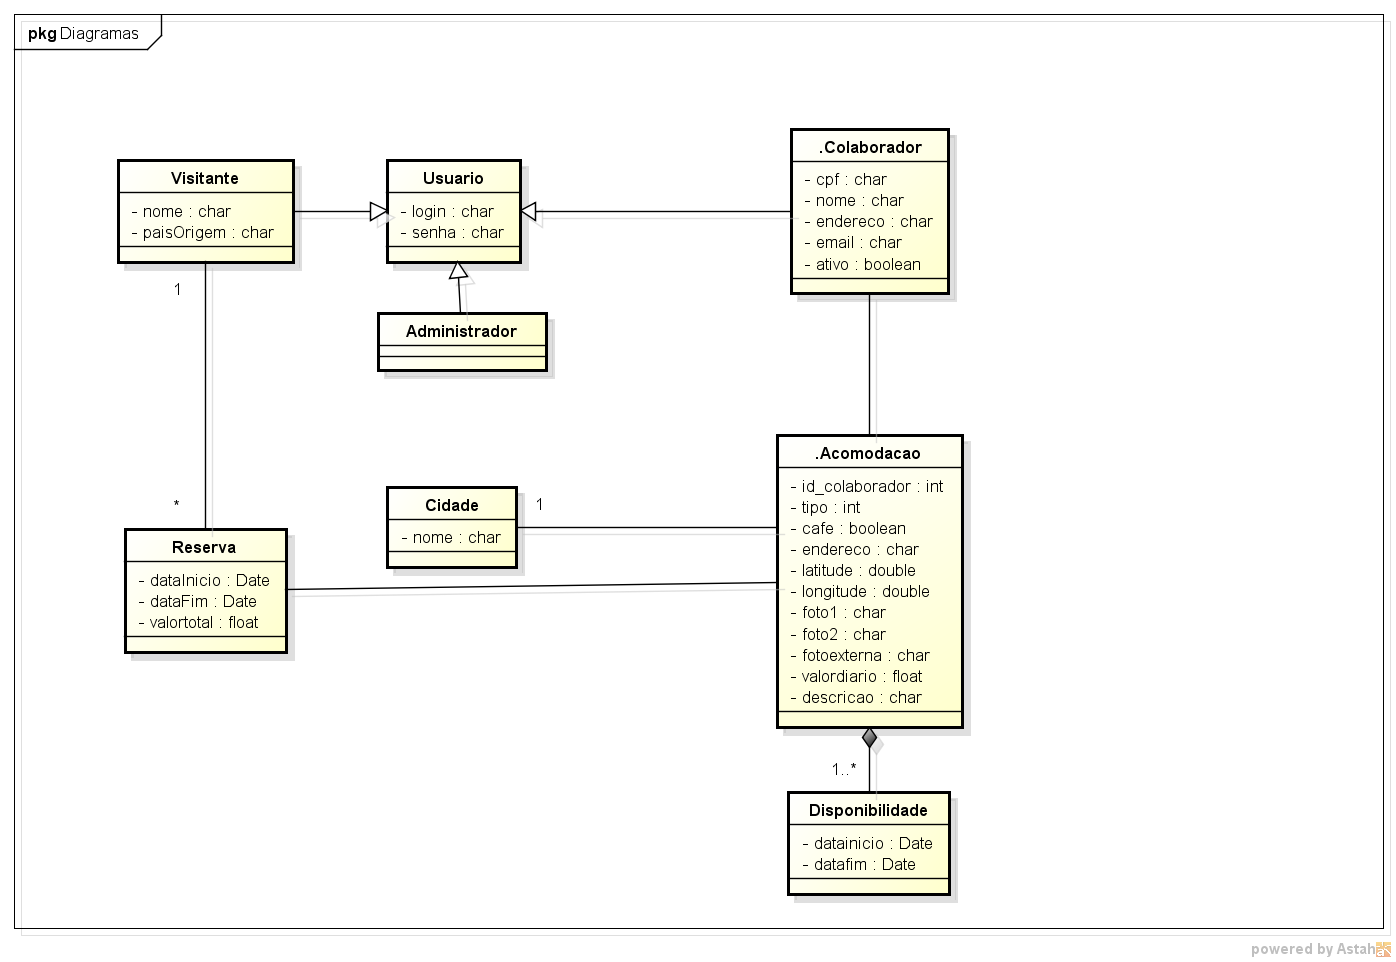 pkg Diagramas
Visitante
- nome : char
- paisOrigem : char
Usuario
- login : char
- senha : char
.Colaborador
- cpf : char
- nome : char
- endereco : char
- email : char
- ativo : boolean
1
Administrador
*
Cidade
- nome : char
1
.Acomodacao
- id_colaborador : int
- tipo : int
- cafe : boolean
- endereco : char
- latitude : double
- longitude : double
- foto1 : char
- foto2 : char
- fotoexterna : char
- valordiario : float
- descricao : char
Reserva
- dataInicio : Date
- dataFim : Date
- valortotal : float
1..*
Disponibilidade
- datainicio : Date
- datafim : Date
powered by Astah